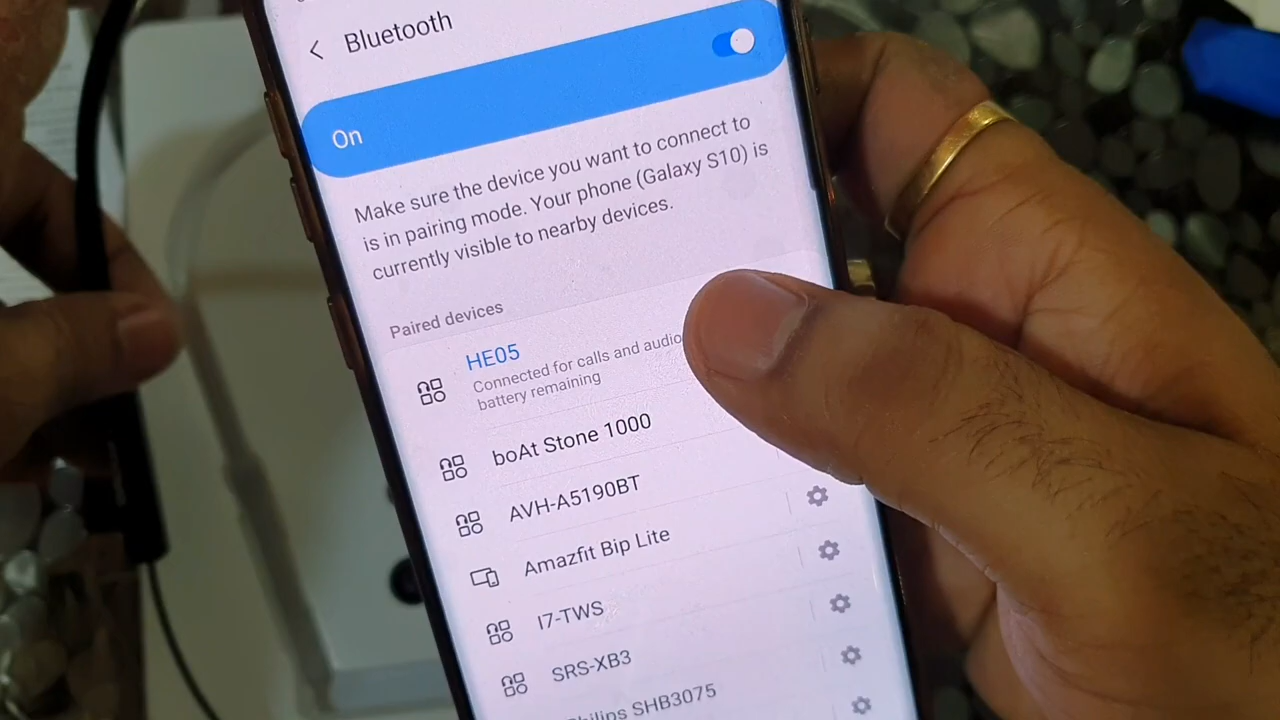 Bluetooth
On
Make sure the device you want to connect to
is in pairing mode. Your phone (Galaxy S10) is
currently visible to nearby devices.
Paired devices
HE05
Connected for calls and audio
battery remaining
boAt Stone 1000
AVH-A5190BT
Amazfit Bip Lite
I7-TWS
SRS-XB3
Philips SHB3075